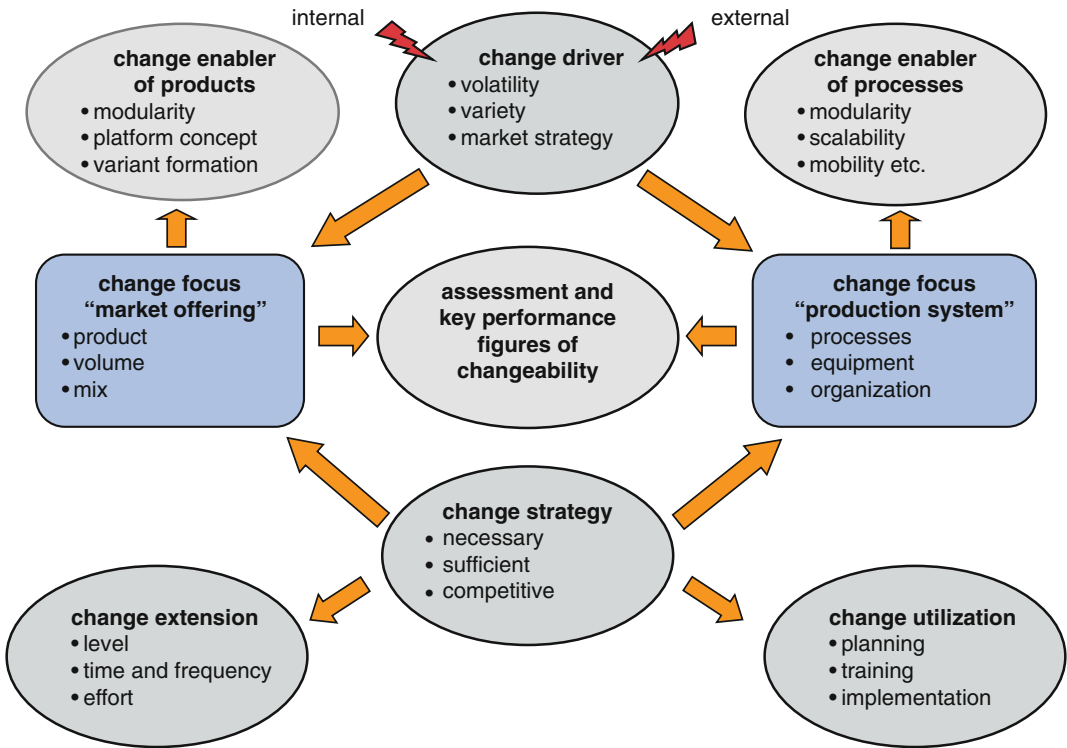 internal
external
change enabler
of products
• modularity
• platform concept
• variant formation
change driver
• volatility
• variety
• market strategy
change enabler
of processes
• modularity
• scalability
• mobility etc.
change focus
“market offering”
• product
• volume
• mix
assessment and
key performance
figures of
changeability
change focus
“production system”
• processes
• equipment
• organization
change strategy
• necessary
• sufficient
• competitive
change extension
• level
• time and frequency
• effort
change utilization
• planning
• training
• implementation